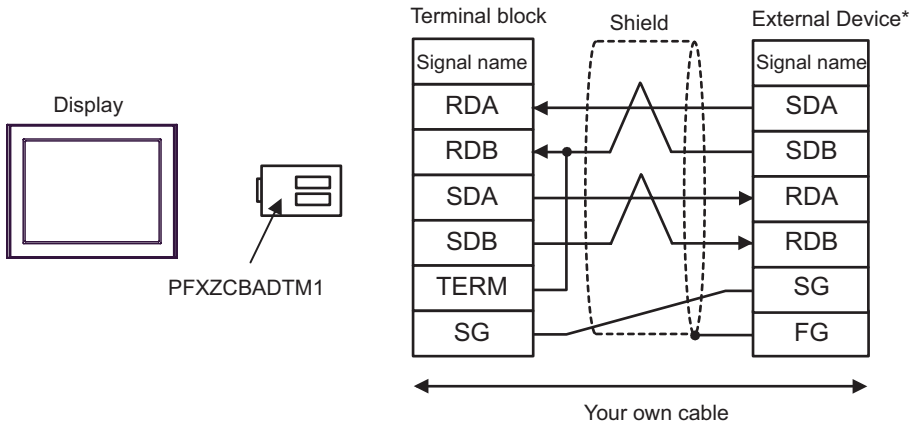 Display
PFXZCBADTM1
Terminal block
Shield
External Device*
Signal name
Signal name
RDA
SDA
RDB
SDB
SDA
RDA
SDB
RDB
TERM
SG
SG
FG
Your own cable